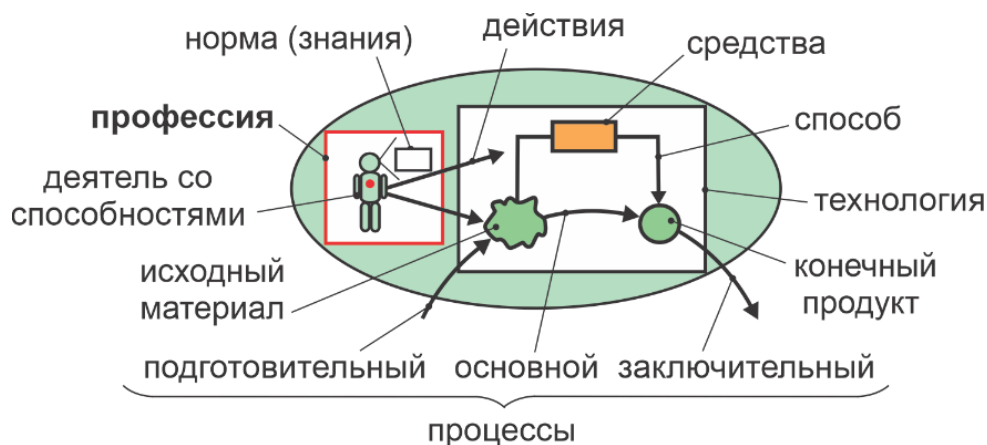 норма (знания)
действия
средства
профессия
способ
деятель со
способностями
технология
исходный
материал
конечный
продукт
подготовительный
основной
заключительный
процессы